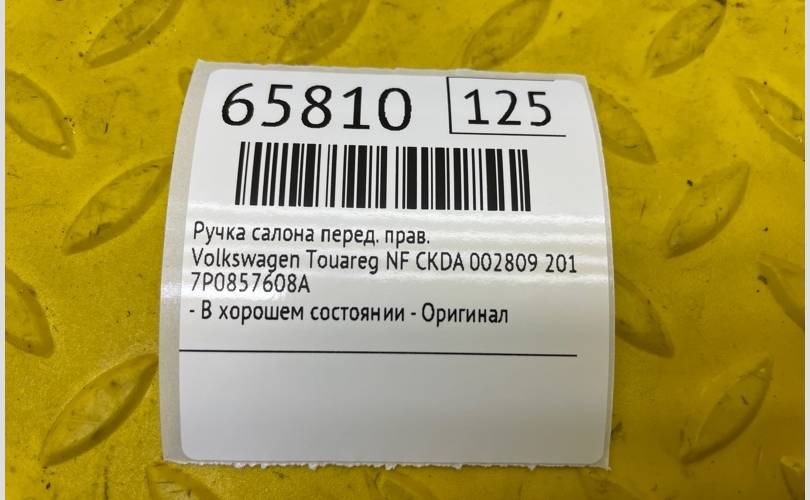 65810
125
Ручка салона перед. прав.
Volkswagen Touareg NF CKDA 002809 201
7P0857608A
- В хорошем состоянии - Оригинал